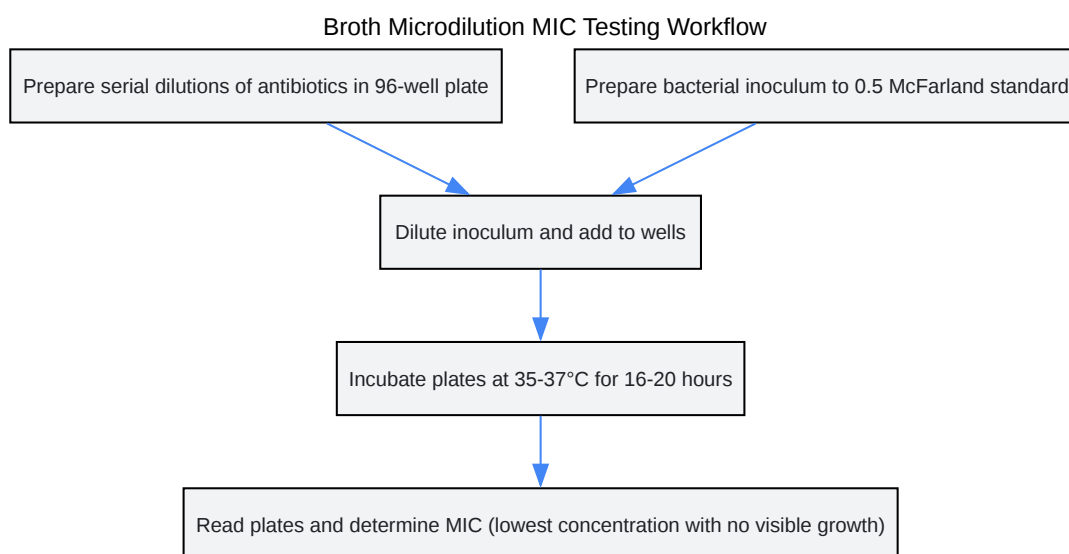 Broth Microdilution MIC Testing Workflow
Prepare serial dilutions of antibiotics in 96-well plate
Prepare bacterial inoculum to 0.5 McFarland standard
Dilute inoculum and add to wells
Incubate plates at 35-37°C for 16-20 hours
Read plates and determine MIC (lowest concentration with no visible growth)